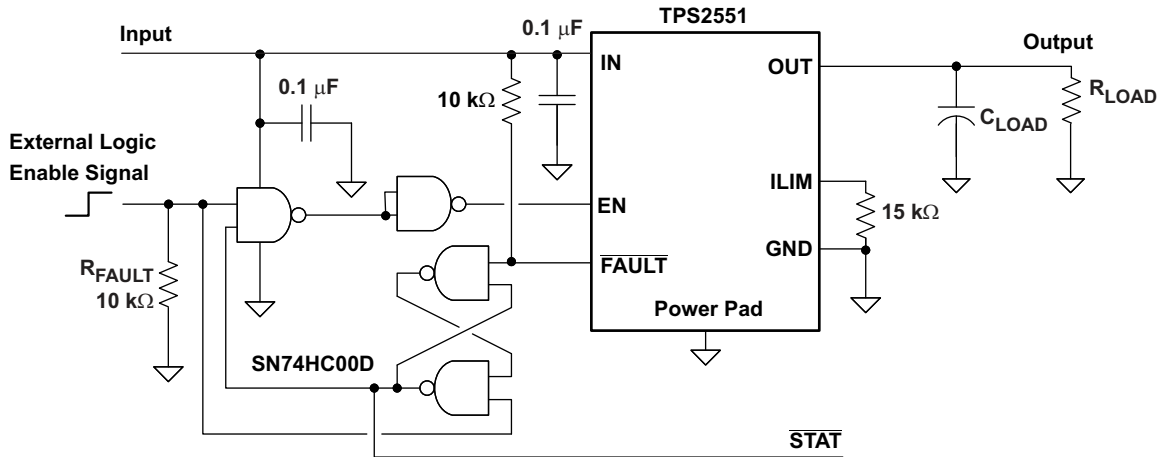 TPS2551
Input
0.1 μF
IN
OUT
Output
0.1 μF
10 kΩ
R_LOAD
C_LOAD
External Logic
Enable Signal
ILIM
EN
15 kΩ
GND
FAULT
R_FAULT
10 kΩ
Power Pad
SN74HC00D
STAT